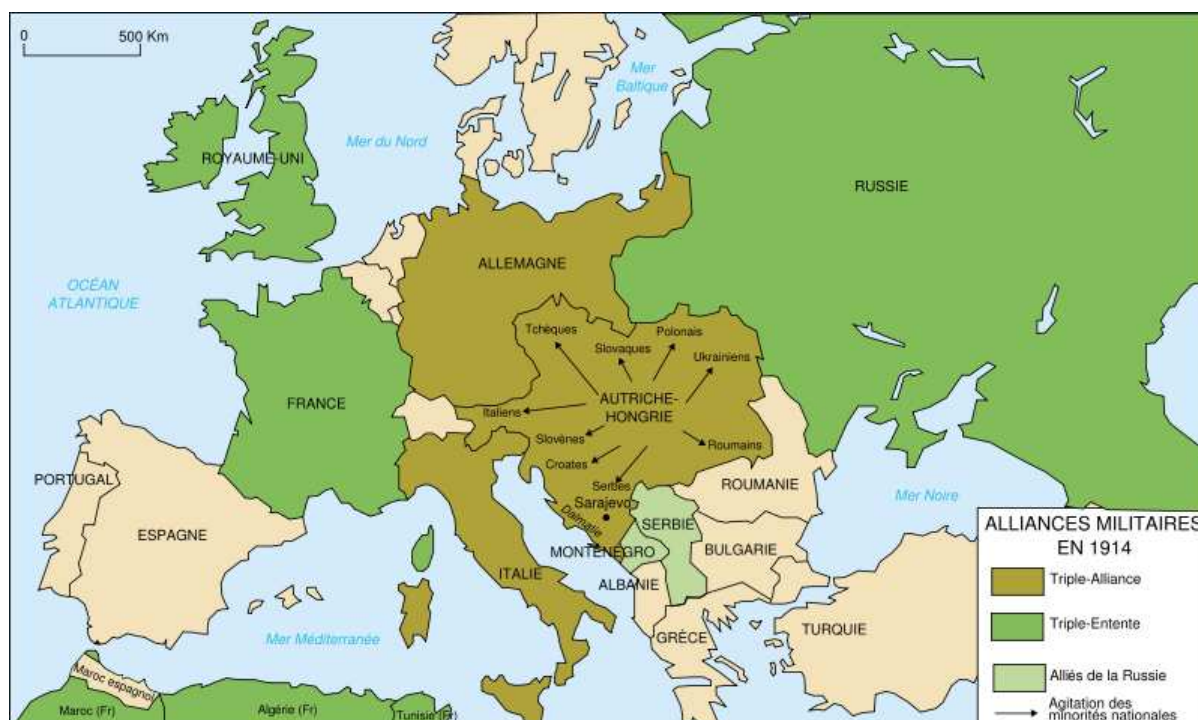 0 500 Km
Mer
Baltique
Mer du Nord
ROYAUME-UNI
RUSSIE
OCÉAN
ATLANTIQUE
ALLEMAGNE
Tchèques
Polonais
Slovaques
Ukrainiens
FRANCE
AUTRICHE-
HONGRIE
Italiens
Slovènes
Roumains
Croates
Serbes
PORTUGAL
ESPAGNE
Sarajevo
Dalmatie
ROUMANIE
Mer Noire
SERBIE
MONTENEGRO
BULGARIE
ITALIE
ALBANIE
Mer Méditerranée
GRÈCE
TURQUIE
Maroc espagnol
Maroc (Fr)
Algérie (Fr)
Tunisie (Fr)
ALLIANCES MILITAIRES
EN 1914
Triple-Alliance
Triple-Entente
Alliés de la Russie
Agitation des
minorités nationales